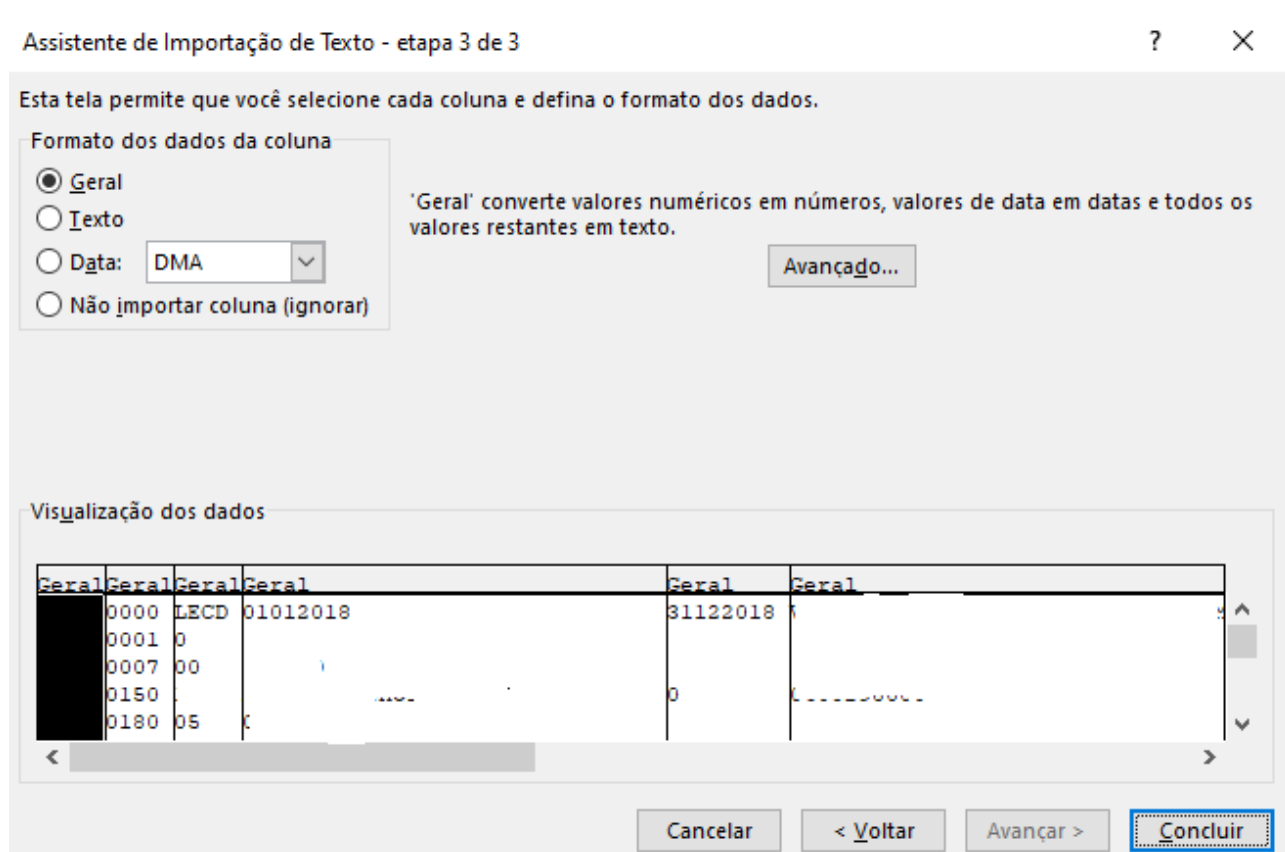 Assistente de Importação de Texto - etapa 3 de 3
Esta tela permite que você selecione cada coluna e defina o formato dos dados.
Formato dos dados da coluna
Geral
Texto
Data: DMA
Não importar coluna (ignorar)
'Geral' converte valores numéricos em números, valores de data em datas e todos os
valores restantes em texto.
Avançado...
Visualização dos dados
Geral Geral Geral Geral Geral Geral
0000 LECD 01012018 31122018
0001 0
0007 00
0150 0
0180 05
Cancelar < Voltar Avançar > Concluir